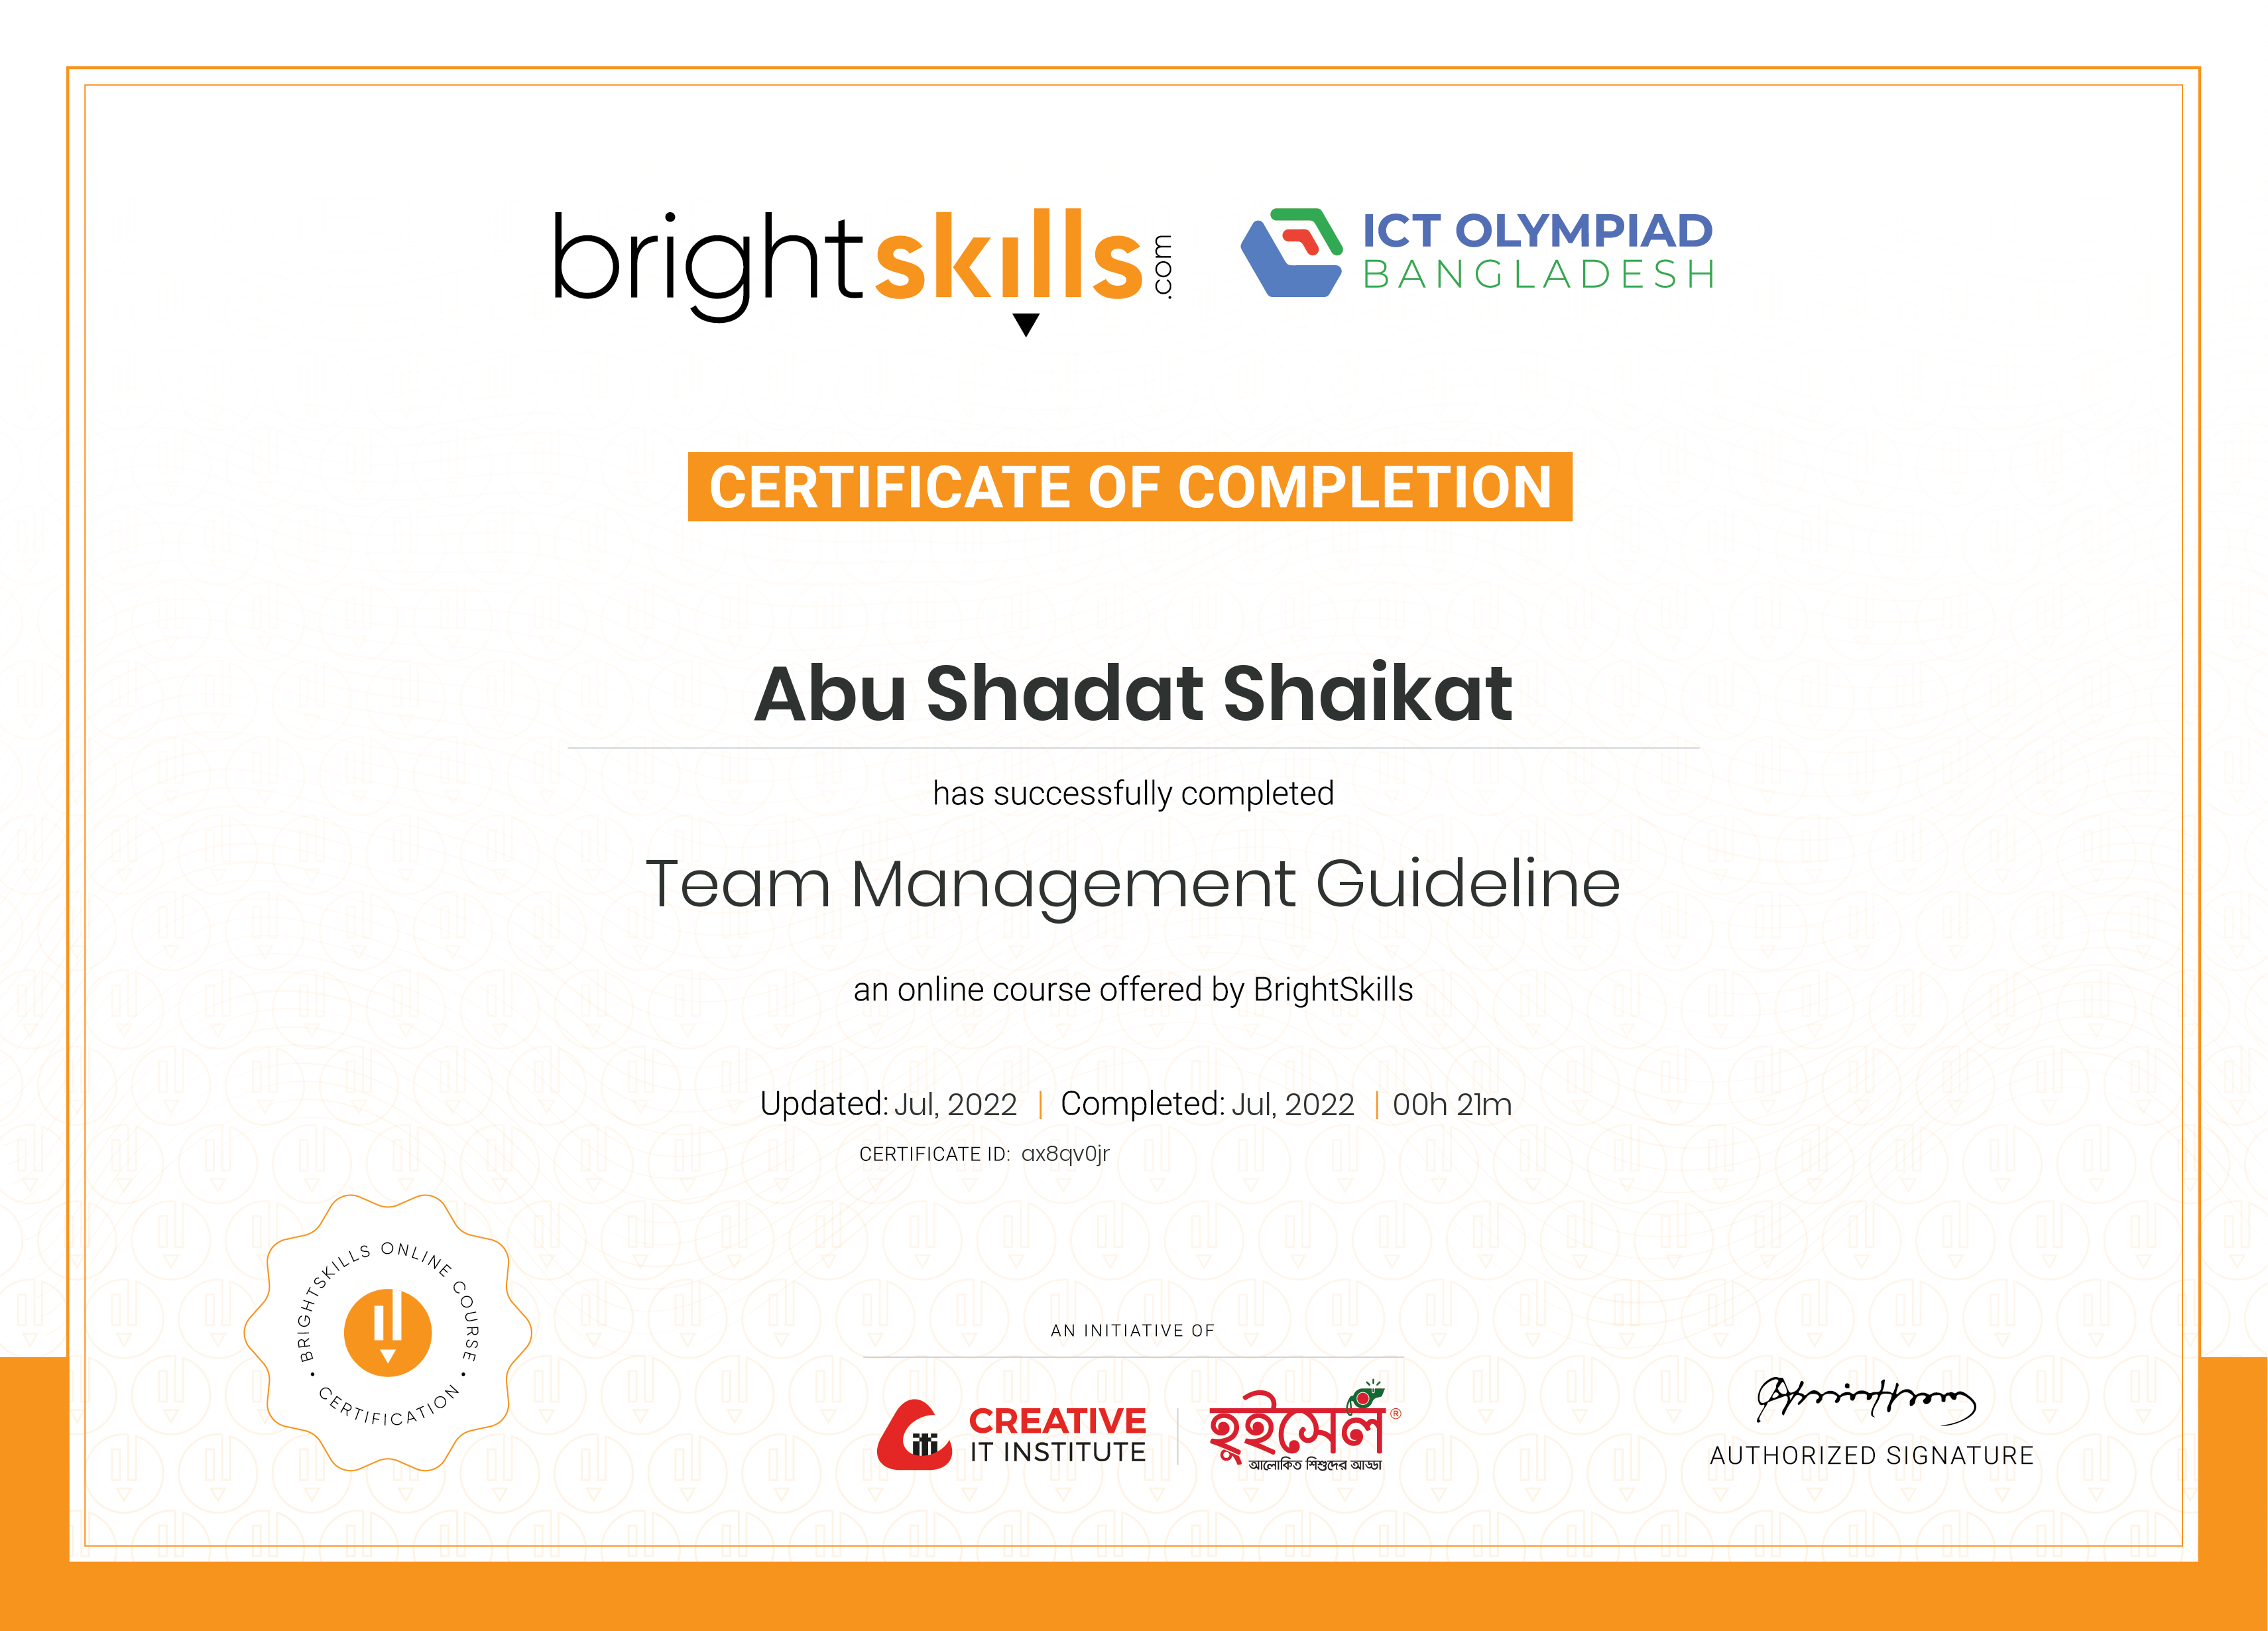 brightskills.com
ICT OLYMPIAD
BANGLADESH
CERTIFICATE OF COMPLETION
Abu Shadat Shaikat
has successfully completed
Team Management Guideline
an online course offered by BrightSkills
Updated: Jul, 2022 | Completed: Jul, 2022 | 00h 21m
CERTIFICATE ID: ax8qv0jr
BRIGHTSKILLS ONLINE COURSE
• CERTIFICATION •
AN INITIATIVE OF
CREATIVE
IT INSTITUTE
হুইসেল®
আলোকিত শিশুদের আড্ডা
AUTHORIZED SIGNATURE